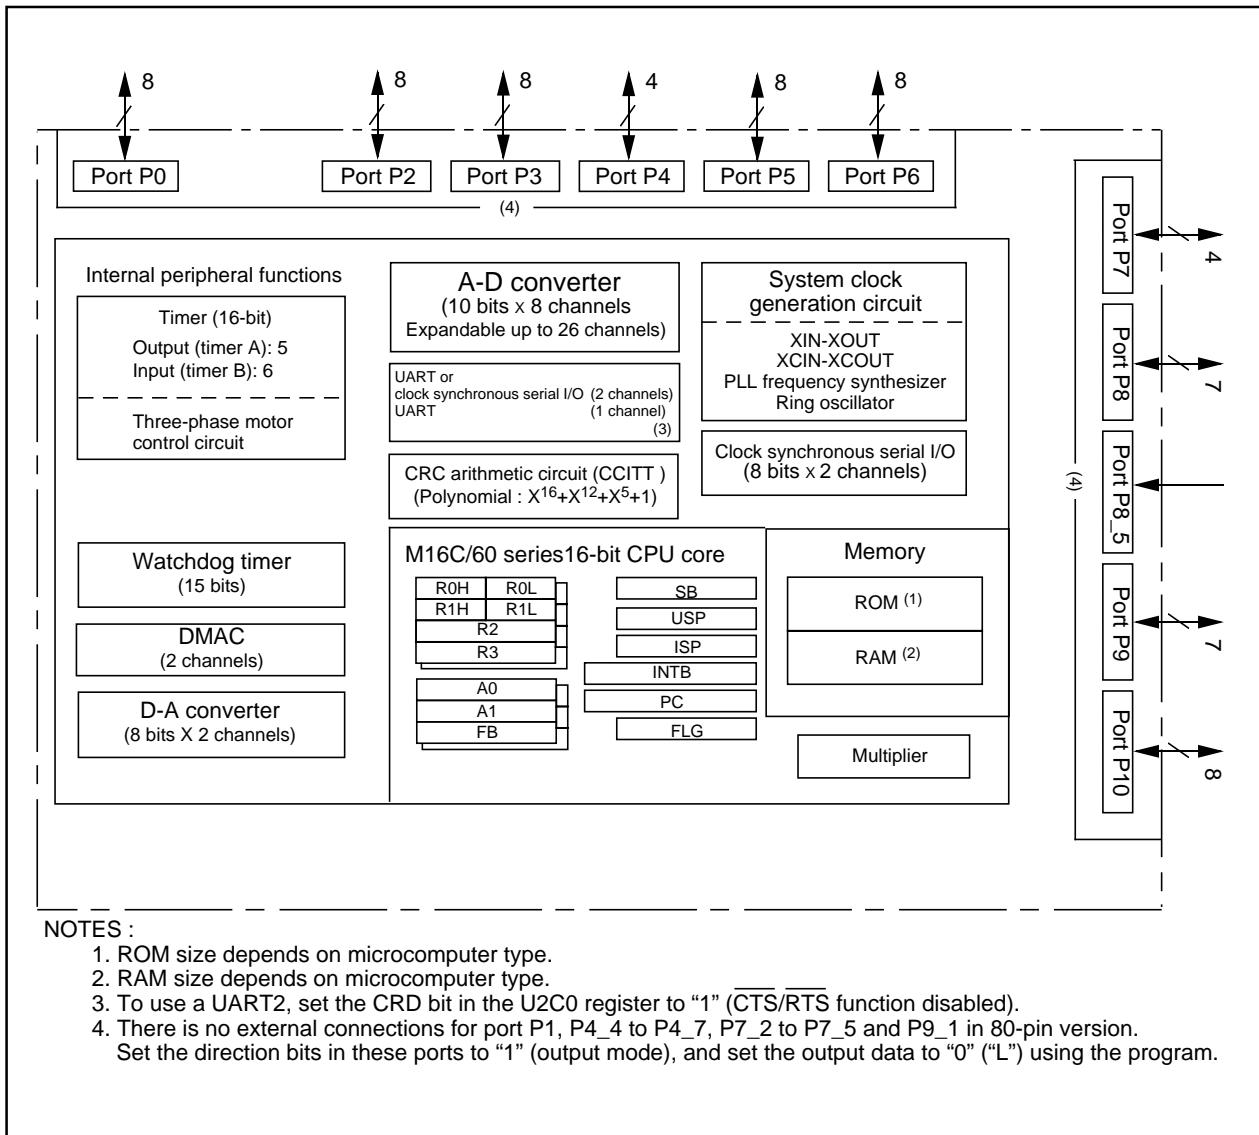 8
8
8
4
8
8
Port P0
Port P2
Port P3
Port P4
Port P5
Port P6
(4)
Port P7
4
Port P8
7
Port P8_5
(4)
Port P9
7
Port P10
8
Internal peripheral functions
Timer (16-bit)
Output (timer A): 5
Input (timer B): 6
Three-phase motor
control circuit
Watchdog timer
(15 bits)
DMAC
(2 channels)
D-A converter
(8 bits X 2 channels)
A-D converter
(10 bits x 8 channels
Expandable up to 26 channels)
UART or
clock synchronous serial I/O (2 channels)
UART (1 channel)
(3)
CRC arithmetic circuit (CCITT )
(Polynomial : X16+X12+X5+1)
System clock
generation circuit
XIN-XOUT
XCIN-XCOUT
PLL frequency synthesizer
Ring oscillator
Clock synchronous serial I/O
(8 bits x 2 channels)
M16C/60 series16-bit CPU core
R0H R0L
R1H R1L
R2
R3
A0
A1
FB
SB
USP
ISP
INTB
PC
FLG
Memory
ROM (1)
RAM (2)
Multiplier
NOTES :
1. ROM size depends on microcomputer type.
2. RAM size depends on microcomputer type.
3. To use a UART2, set the CRD bit in the U2C0 register to “1” (CTS/RTS function disabled).
4. There is no external connections for port P1, P4_4 to P4_7, P7_2 to P7_5 and P9_1 in 80-pin version.
Set the direction bits in these ports to “1” (output mode), and set the output data to “0” (“L”) using the program.